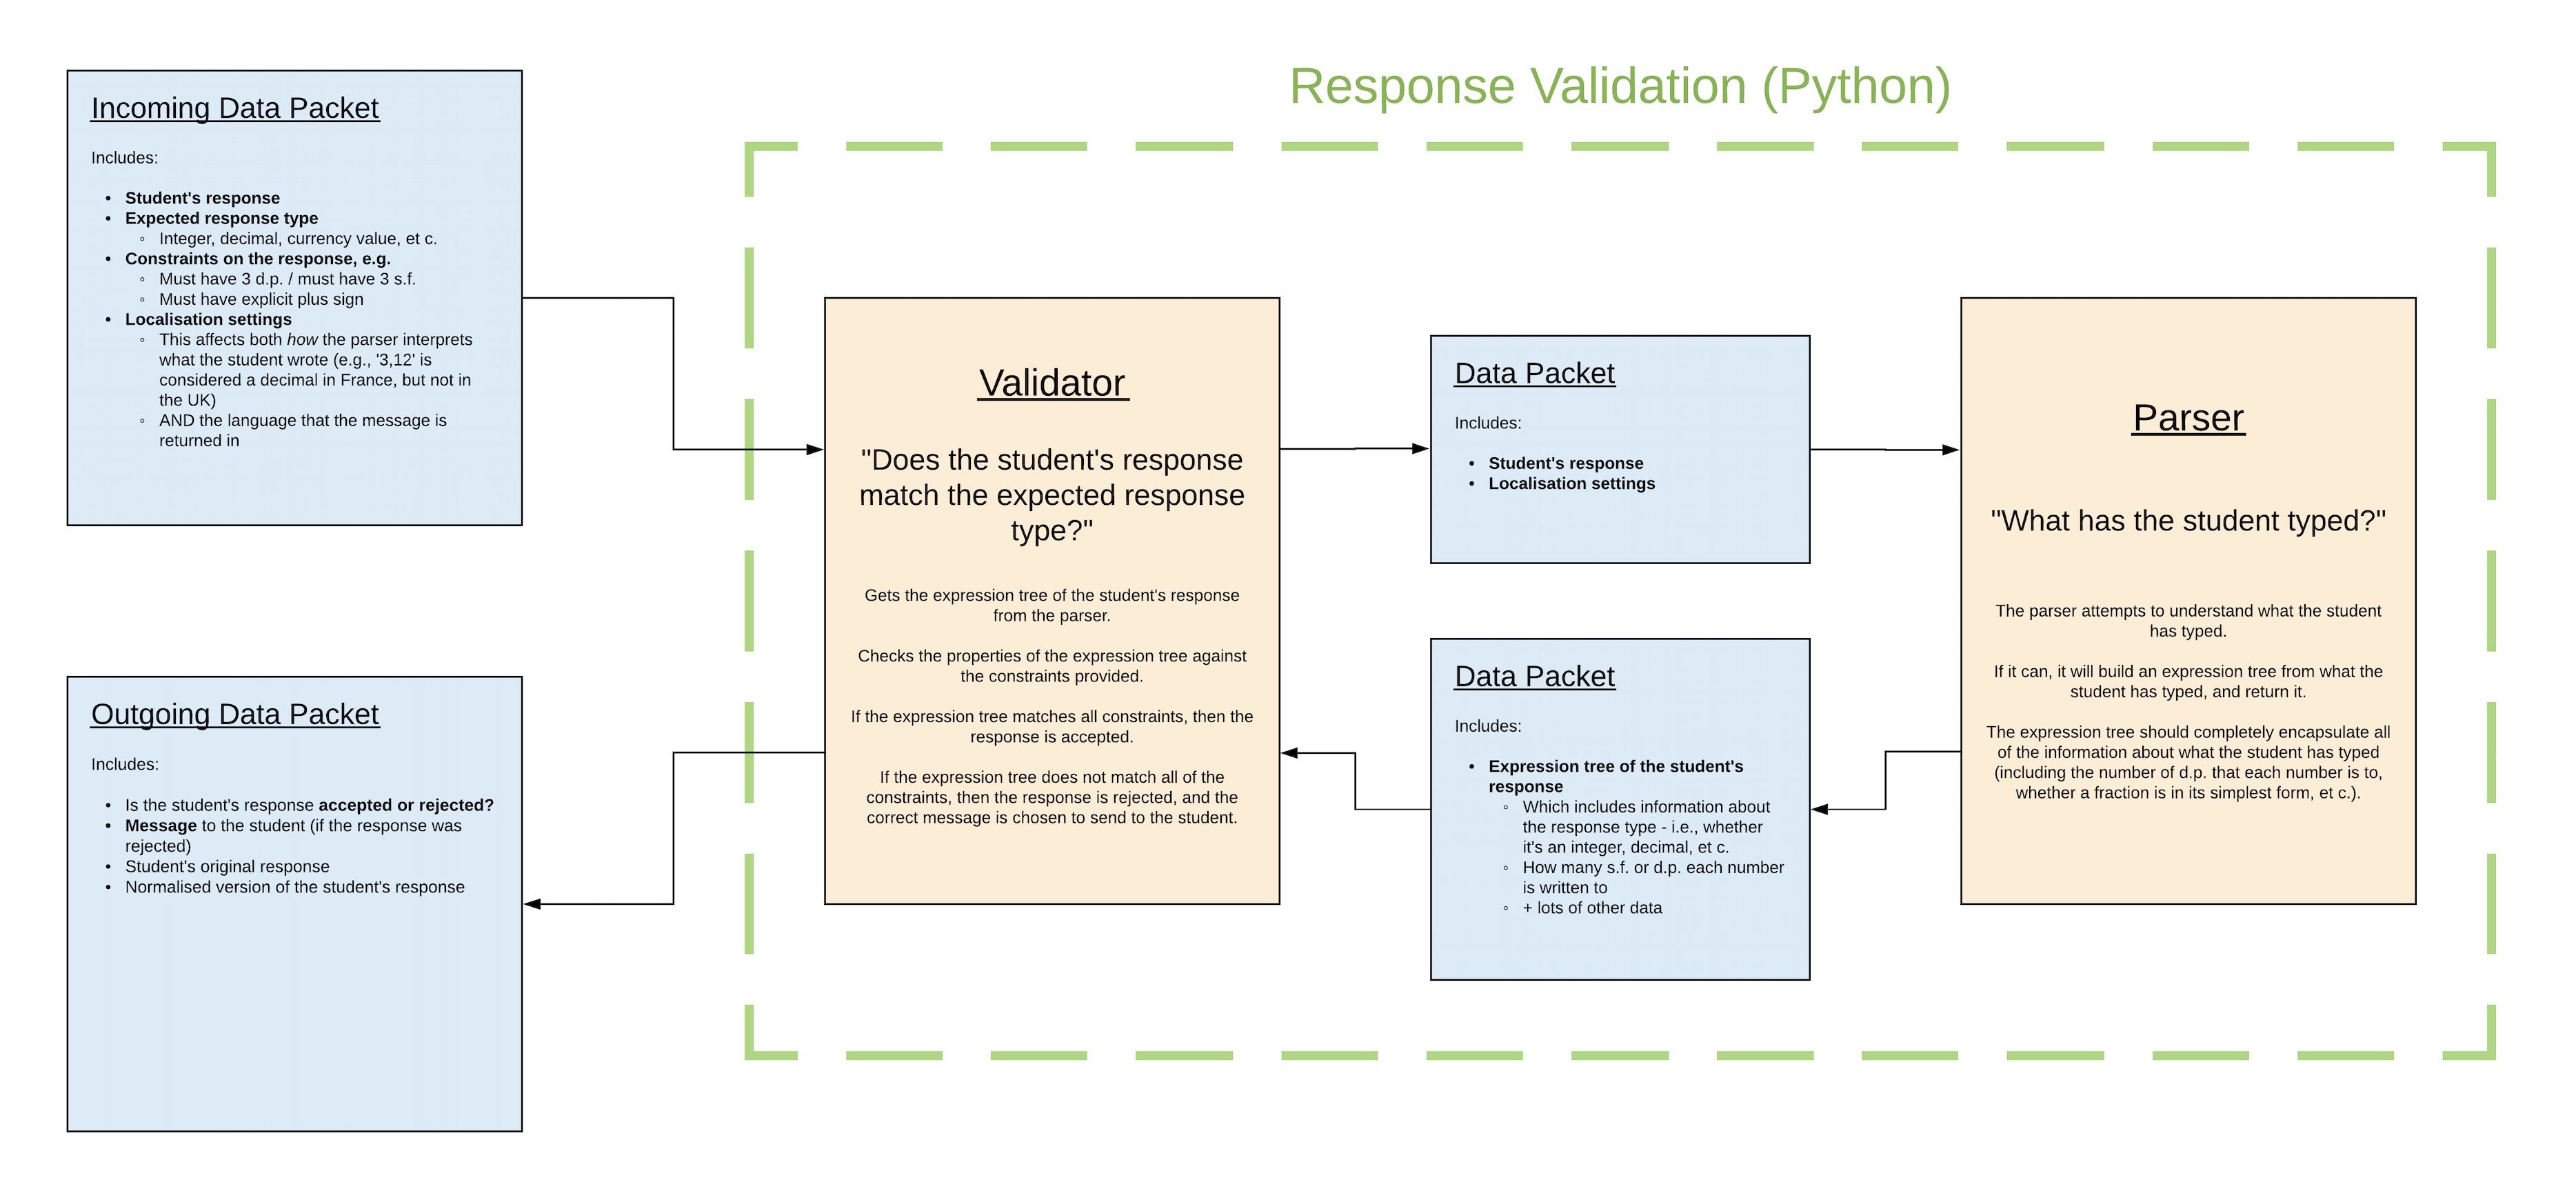 Response Validation (Python)
Incoming Data Packet
Includes:
• Student's response
• Expected response type
◦ Integer, decimal, currency value, et c.
• Constraints on the response, e.g.
◦ Must have 3 d.p. / must have 3 s.f.
◦ Must have explicit plus sign
• Localisation settings
◦ This affects both how the parser interprets
what the student wrote (e.g., '3,12' is
considered a decimal in France, but not in
the UK)
◦ AND the language that the message is
returned in
Validator
"Does the student's response
match the expected response
type?"
Gets the expression tree of the student's response
from the parser.
Checks the properties of the expression tree against
the constraints provided.
If the expression tree matches all constraints, then the
response is accepted.
If the expression tree does not match all of the
constraints, then the response is rejected, and the
correct message is chosen to send to the student.
Data Packet
Includes:
• Student's response
• Localisation settings
Parser
"What has the student typed?"
The parser attempts to understand what the student
has typed.
If it can, it will build an expression tree from what the
student has typed, and return it.
The expression tree should completely encapsulate all
of the information about what the student has typed
(including the number of d.p. that each number is to,
whether a fraction is in its simplest form, et c.).
Data Packet
Includes:
• Expression tree of the student's
response
◦ Which includes information about
the response type - i.e., whether
it's an integer, decimal, et c.
◦ How many s.f. or d.p. each number
is written to
◦ + lots of other data
Outgoing Data Packet
Includes:
• Is the student's response accepted or rejected?
• Message to the student (if the response was
rejected)
• Student's original response
• Normalised version of the student's response